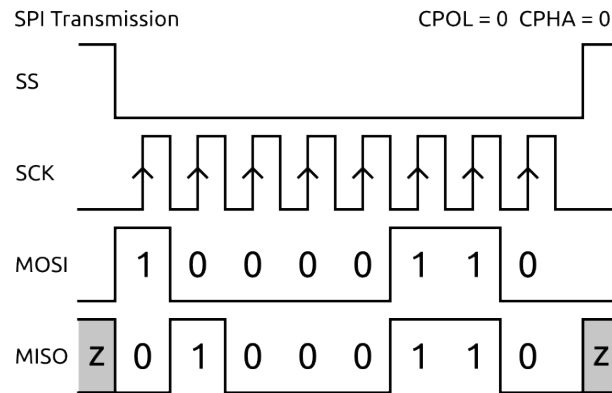 SPI Transmission CPOL = 0 CPHA = 0
SS
SCK
MOSI 1 0 0 0 0 1 1 0
MISO Z 0 1 0 0 0 1 1 0 Z